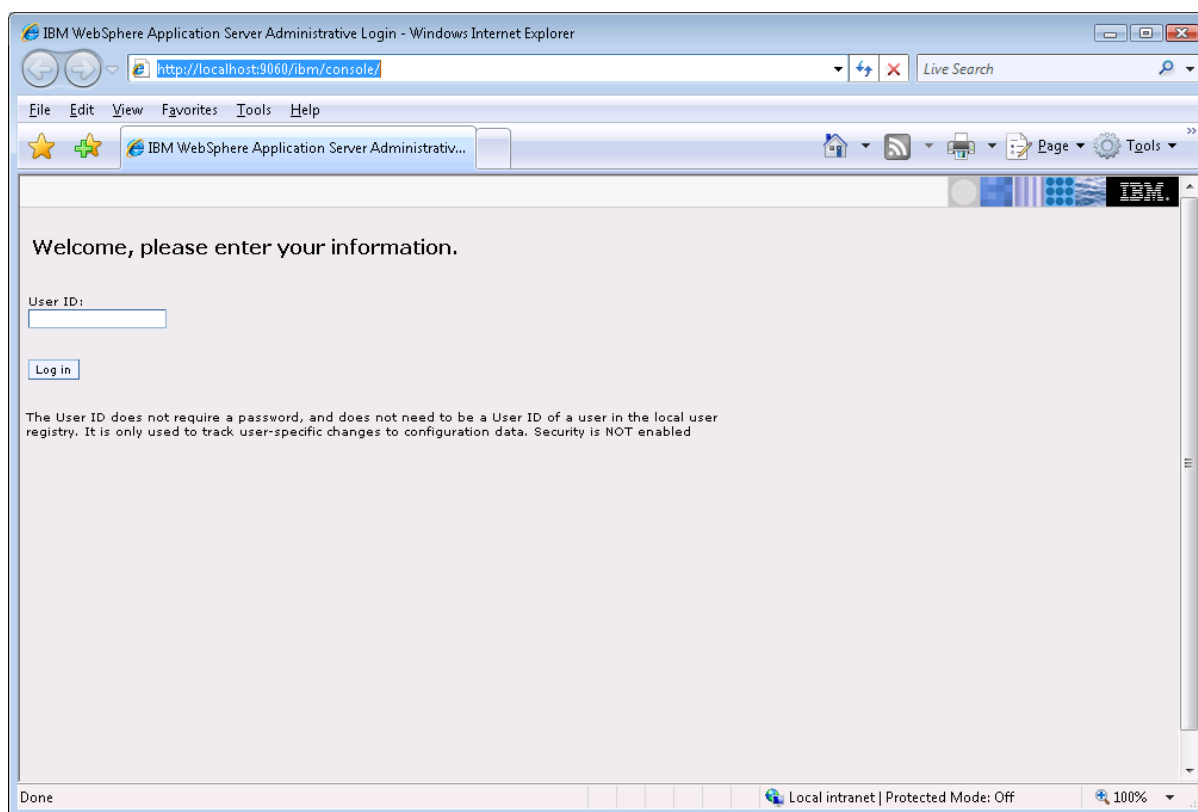 IBM WebSphere Application Server Administrative Login - Windows Internet Explorer
http://localhost:9060/ibm/console/
Live Search
File Edit View Favorites Tools Help
IBM WebSphere Application Server Administrativ...
Page Tools
IBM.
Welcome, please enter your information.
User ID:
Log in
The User ID does not require a password, and does not need to be a User ID of a user in the local user
registry. It is only used to track user-specific changes to configuration data. Security is NOT enabled
Done
Local intranet | Protected Mode: Off
100%